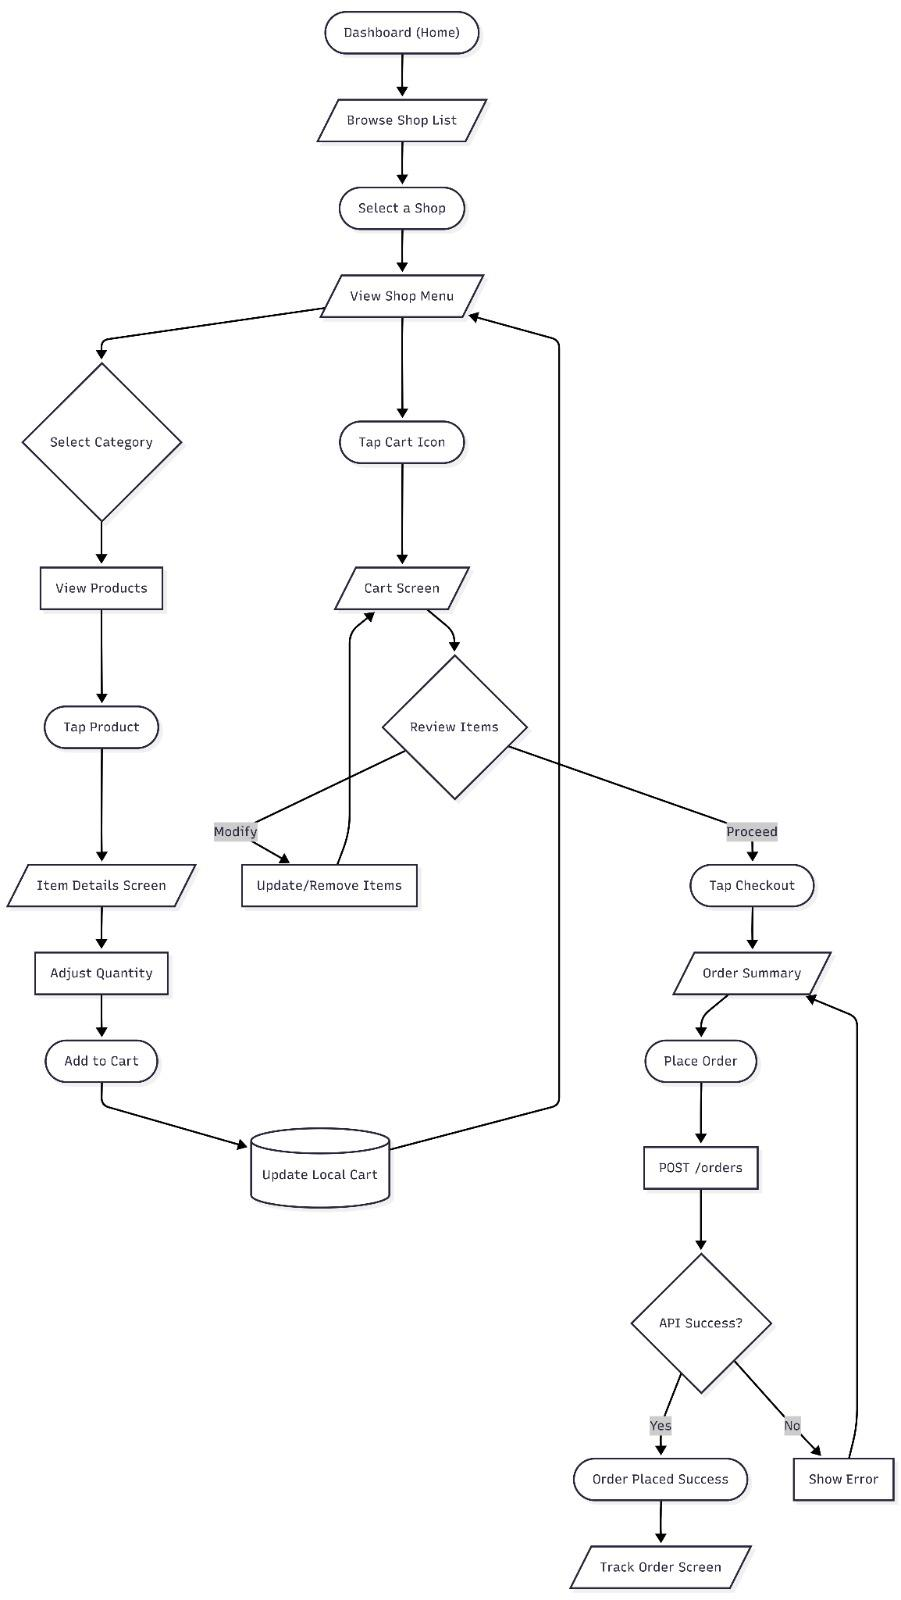 Dashboard (Home)
Browse Shop List
Select a Shop
View Shop Menu
Select Category
Tap Cart Icon
View Products
Cart Screen
Tap Product
Review Items
Modify
Proceed
Item Details Screen
Update/Remove Items
Tap Checkout
Adjust Quantity
Order Summary
Add to Cart
Place Order
Update Local Cart
POST /orders
API Success?
Yes
No
Order Placed Success
Show Error
Track Order Screen